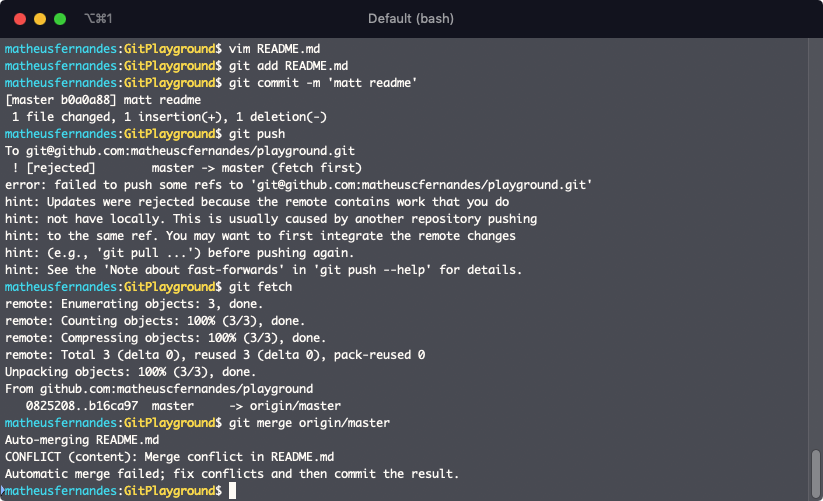 ⌥⌘1 Default (bash)
matheusfernandes:GitPlayground$ vim README.md
matheusfernandes:GitPlayground$ git add README.md
matheusfernandes:GitPlayground$ git commit -m 'matt readme'
[master b0a0a88] matt readme
 1 file changed, 1 insertion(+), 1 deletion(-)
matheusfernandes:GitPlayground$ git push
To git@github.com:matheuscfernandes/playground.git
 ! [rejected]        master -> master (fetch first)
error: failed to push some refs to 'git@github.com:matheuscfernandes/playground.git'
hint: Updates were rejected because the remote contains work that you do
hint: not have locally. This is usually caused by another repository pushing
hint: to the same ref. You may want to first integrate the remote changes
hint: (e.g., 'git pull ...') before pushing again.
hint: See the 'Note about fast-forwards' in 'git push --help' for details.
matheusfernandes:GitPlayground$ git fetch
remote: Enumerating objects: 3, done.
remote: Counting objects: 100% (3/3), done.
remote: Compressing objects: 100% (3/3), done.
remote: Total 3 (delta 0), reused 3 (delta 0), pack-reused 0
Unpacking objects: 100% (3/3), done.
From github.com:matheuscfernandes/playground
   0825208..b16ca97  master     -> origin/master
matheusfernandes:GitPlayground$ git merge origin/master
Auto-merging README.md
CONFLICT (content): Merge conflict in README.md
Automatic merge failed; fix conflicts and then commit the result.
matheusfernandes:GitPlayground$